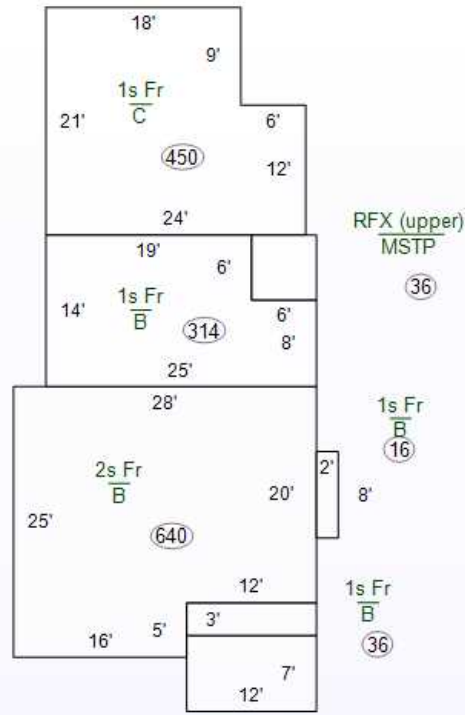 18'
9'
1s Fr
C
21'
6'
450
12'
24'
RFX (upper)
MSTP
36
19'
6'
1s Fr
B
14'
6'
314
8'
25'
28'
1s Fr
B
16
2'
2s Fr
B
20'
8'
25'
640
12'
1s Fr
B
36
3'
5'
16'
7'
12'